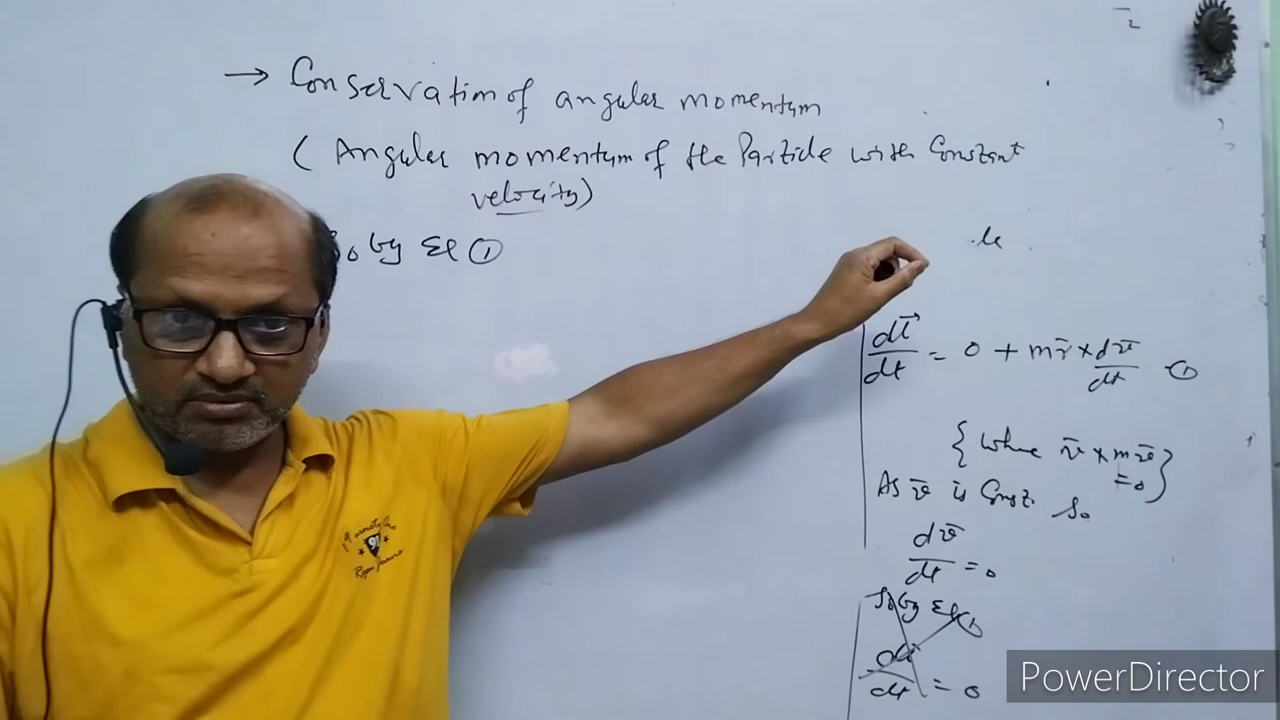 → Conservation of angular momentum
( Angular momentum of the Particle with Constant
velocity)
So by Eq ①
dl⃗/dt = 0 + m r̄ × dv̄/dt ①
{ where v̄ × m v̄ = 0 }
As v̄ is Const. So
dv̄/dt = 0
So by Eq ①
dl/dt = 0
91
PowerDirector